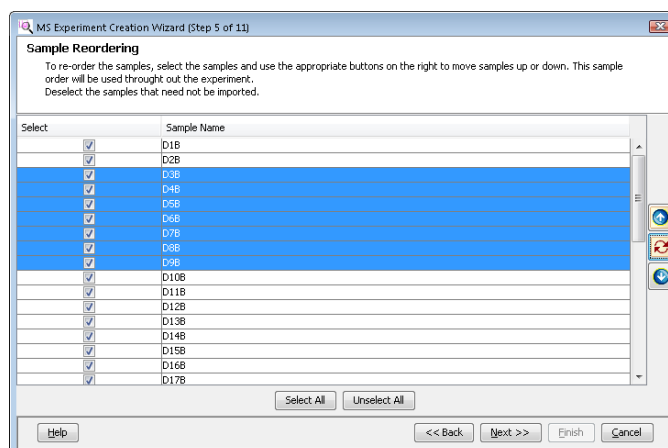 MS Experiment Creation Wizard (Step 5 of 11)
Sample Reordering
To re-order the samples, select the samples and use the appropriate buttons on the right to move samples up or down. This sample
order will be used throught out the experiment.
Deselect the samples that need not be imported.
Select Sample Name
D1B
D2B
D3B
D4B
D5B
D6B
D7B
D8B
D9B
D10B
D11B
D12B
D13B
D14B
D15B
D16B
D17B
Select All Unselect All
Help << Back Next >> Finish Cancel